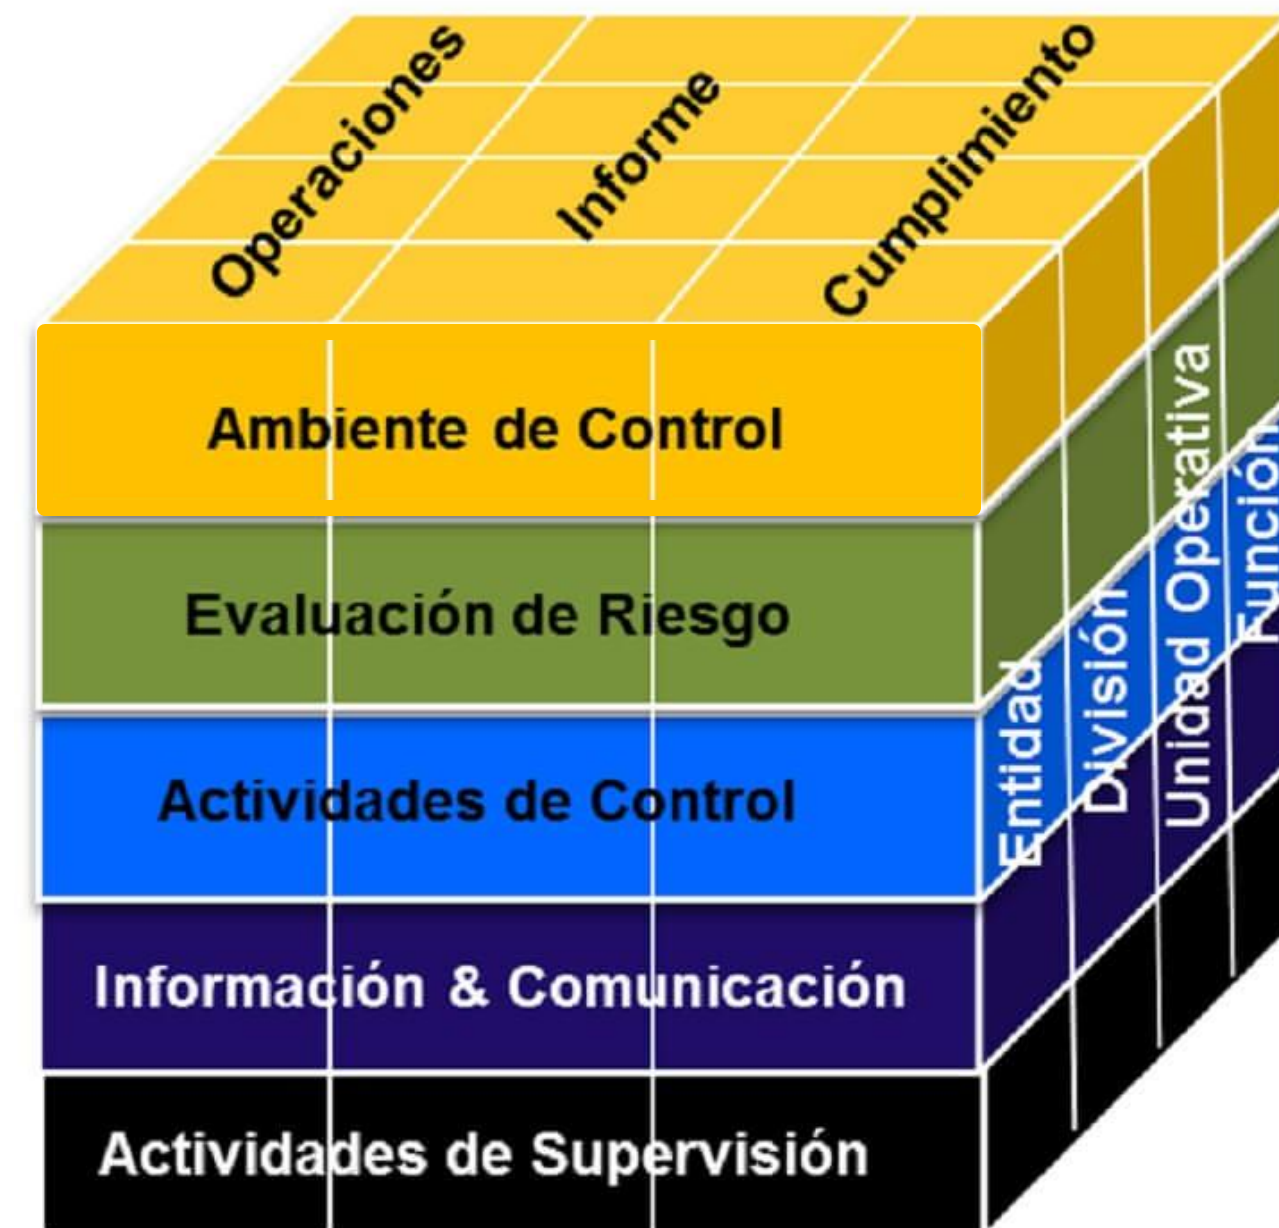 Operaciones
Informe
Cumplimiento
Ambiente de Control
Evaluación de Riesgo
Actividades de Control
Información & Comunicación
Actividades de Supervisión
Entidad
División
Unidad Operativa
Función